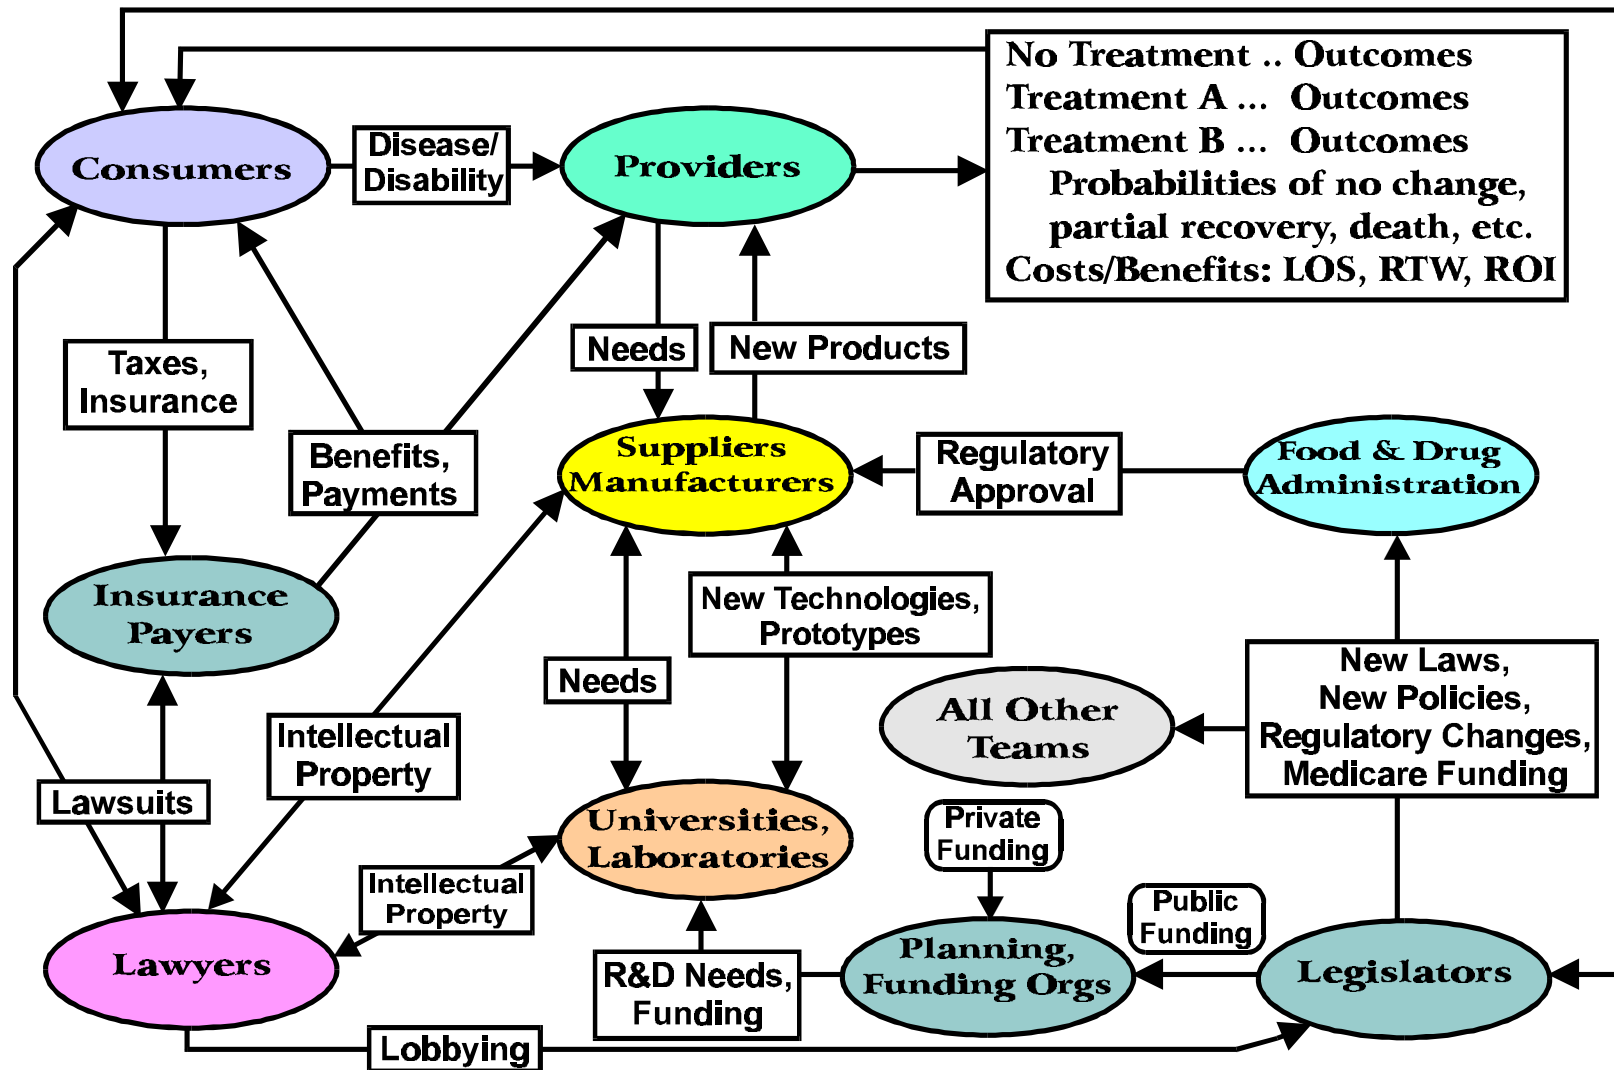 No Treatment .. Outcomes
Treatment A ... Outcomes
Treatment B ... Outcomes
Probabilities of no change,
partial recovery, death, etc.
Costs/Benefits: LOS, RTW, ROI
Consumers
Disease/
Disability
Providers
Taxes,
Insurance
Needs
New Products
Benefits,
Payments
Suppliers
Manufacturers
Regulatory
Approval
Food & Drug
Administration
Insurance
Payers
New Technologies,
Prototypes
Needs
New Laws,
New Policies,
Regulatory Changes,
Medicare Funding
All Other
Teams
Intellectual
Property
Lawsuits
Universities,
Laboratories
Private
Funding
Intellectual
Property
Public
Funding
Lawyers
R&D Needs,
Funding
Planning,
Funding Orgs
Legislators
Lobbying